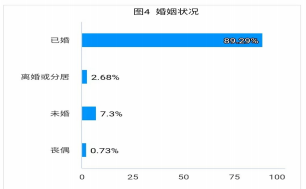 图4 婚姻状况
已婚 89.29%
离婚或分居 2.68%
未婚 7.3%
丧偶 0.73%
0 25 50 75 100